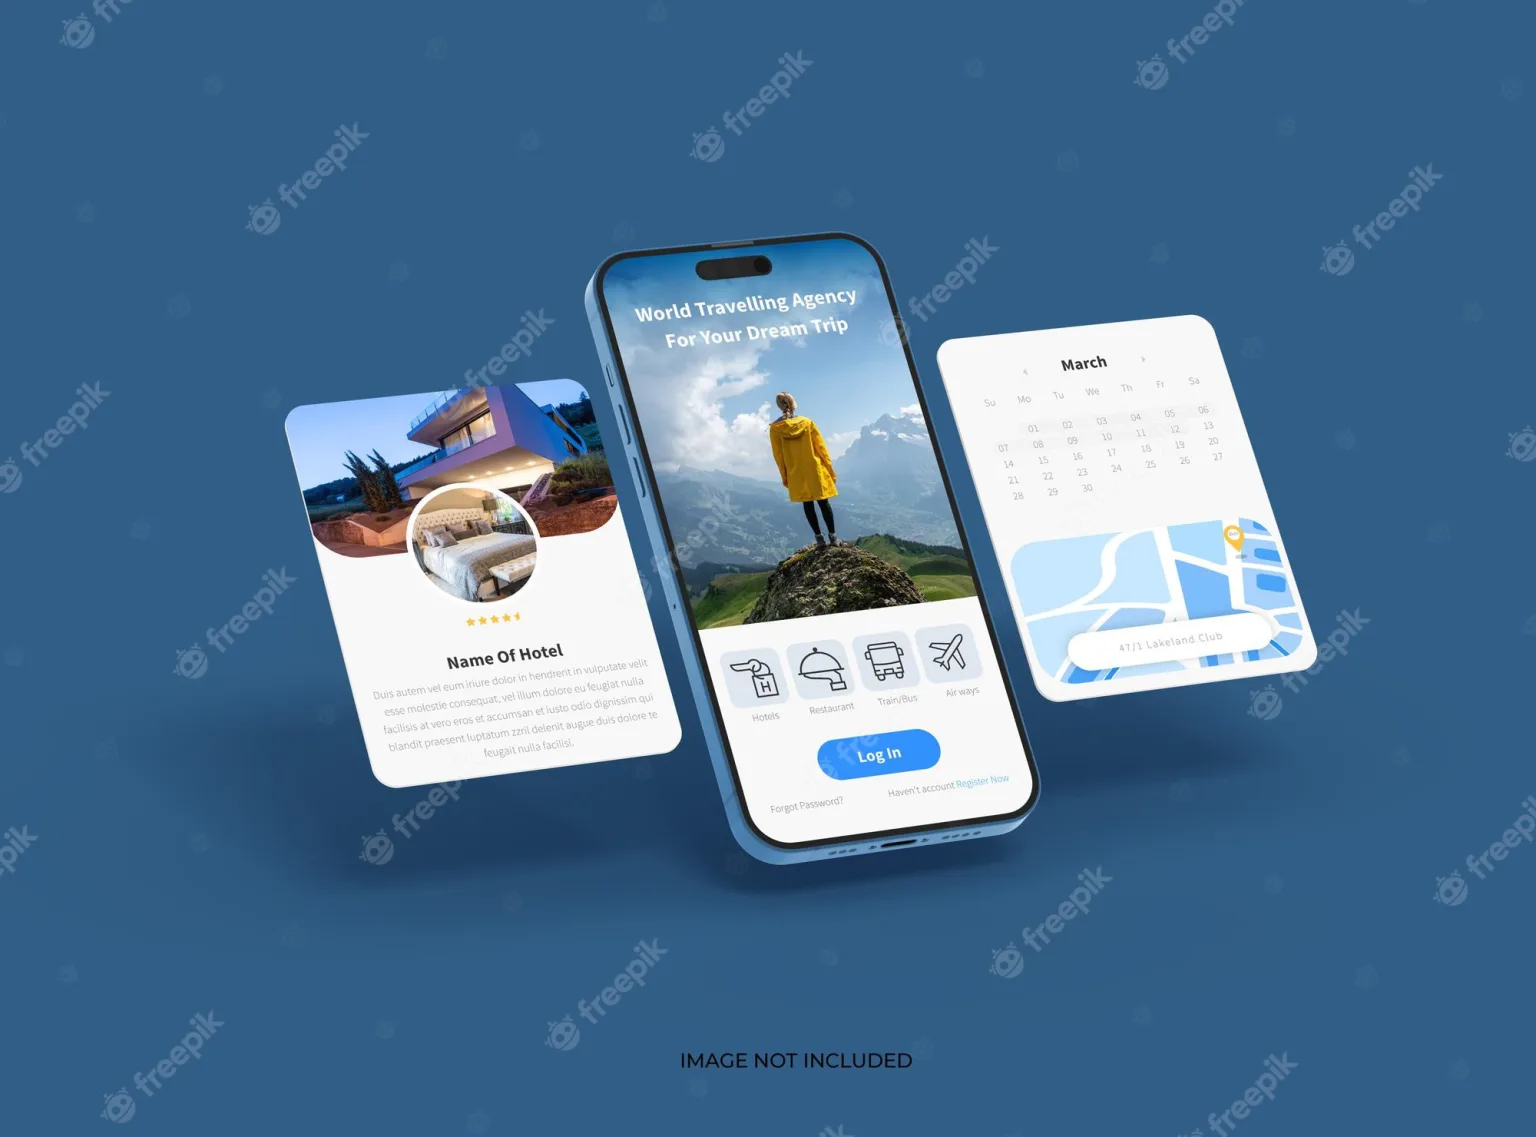 World Travelling Agency
For Your Dream Trip
Hotels
Restaurant
Train/Bus
Air ways
Log In
Forgot Password?
Haven't account Register Now
Name Of Hotel
Duis autem vel eum iriure dolor in hendrerit in vulputate velit
esse molestie consequat, vel illum dolore eu feugiat nulla
facilisis at vero eros et accumsan et iusto odio dignissim qui
blandit praesent luptatum zzril delenit augue duis dolore te
feugait nulla facilisi.
March
Su Mo Tu We Th Fr Sa
01 02 03 04 05 06
07 08 09 10 11 12 13
14 15 16 17 18 19 20
21 22 23 24 25 26 27
28 29 30
47/1 Lakeland Club
IMAGE NOT INCLUDED
freepik